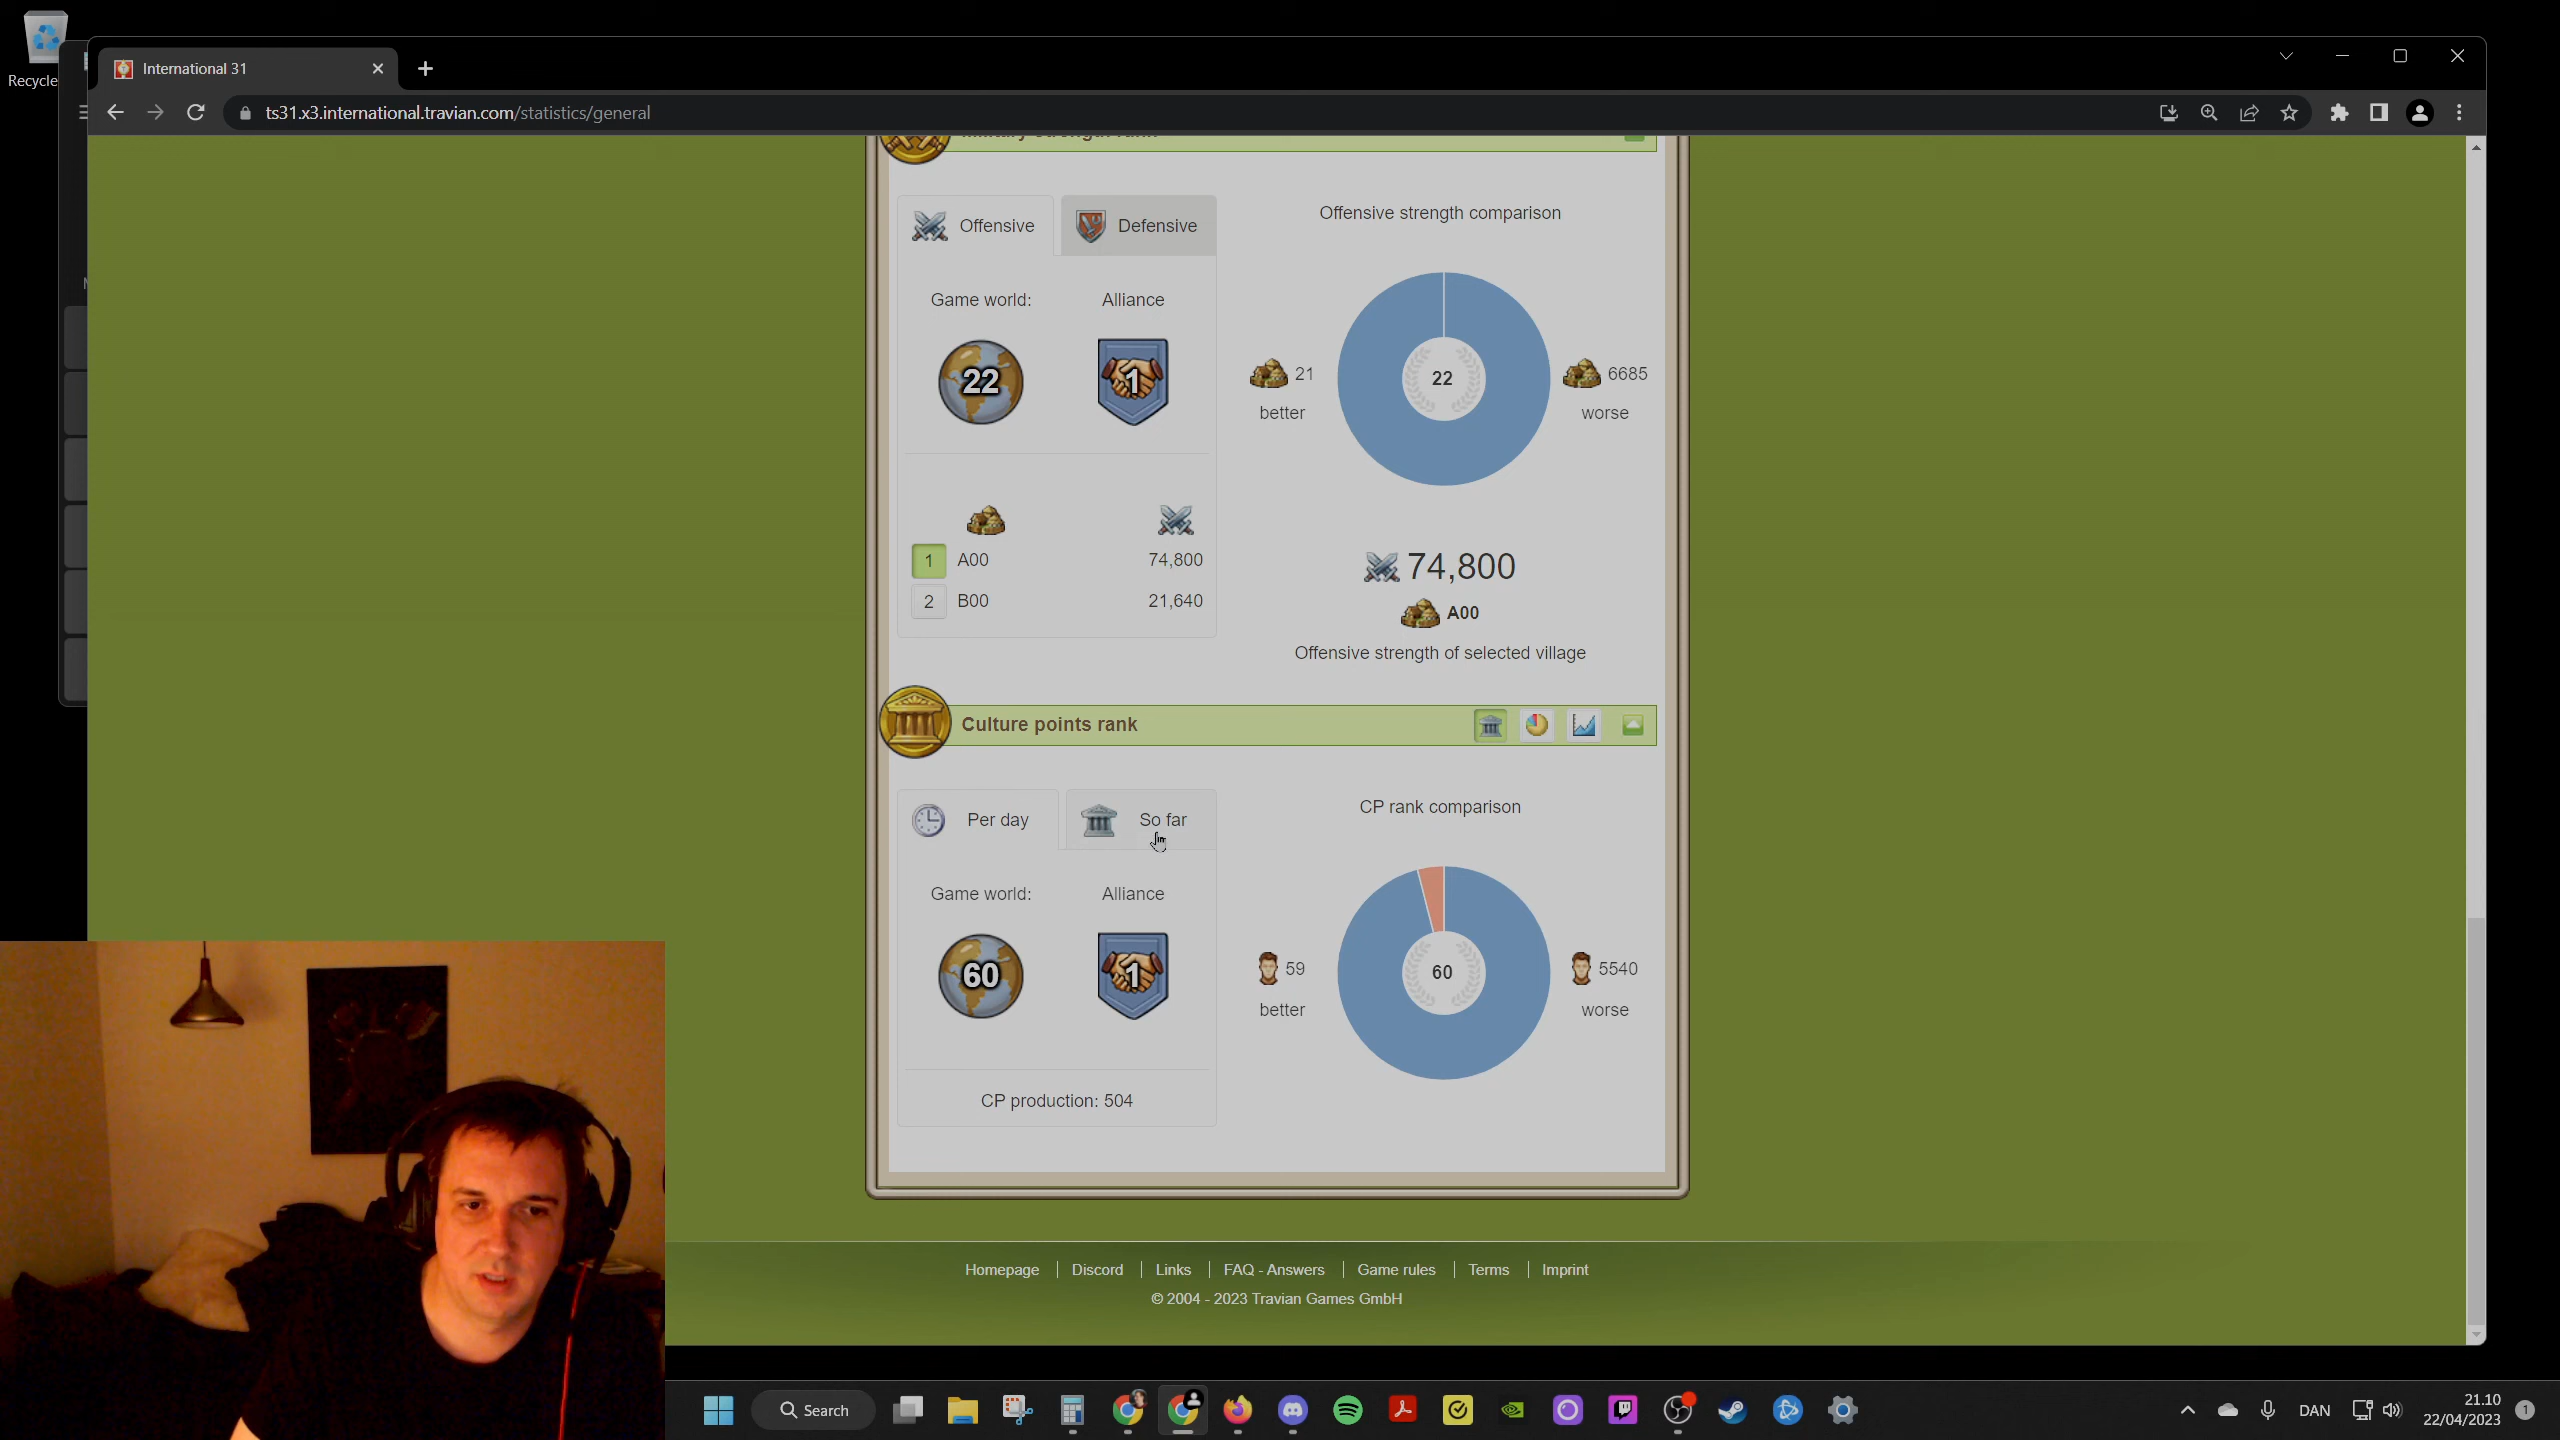 Recycle
International 31
ts31.x3.international.travian.com/statistics/general
Offensive
Defensive
Offensive strength comparison
Game world:
Alliance
22
1
21
better
22
6685
worse
1 A00 74,800
2 B00 21,640
74,800
A00
Offensive strength of selected village
Culture points rank
Per day
So far
CP rank comparison
Game world:
Alliance
60
1
59
better
60
5540
worse
CP production: 504
Homepage
Discord
Links
FAQ - Answers
Game rules
Terms
Imprint
© 2004 - 2023 Travian Games GmbH
Search
DAN
21.10
22/04/2023
1